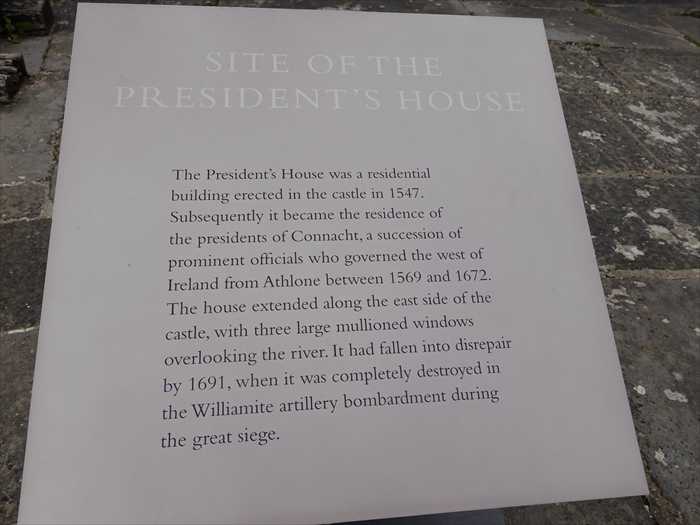 SITE OF THE
PRESIDENT'S HOUSE
The President's House was a residential
building erected in the castle in 1547.
Subsequently it became the residence of
the presidents of Connacht, a succession of
prominent officials who governed the west of
Ireland from Athlone between 1569 and 1672.
The house extended along the east side of the
castle, with three large mullioned windows
overlooking the river. It had fallen into disrepair
by 1691, when it was completely destroyed in
the Williamite artillery bombardment during
the great siege.